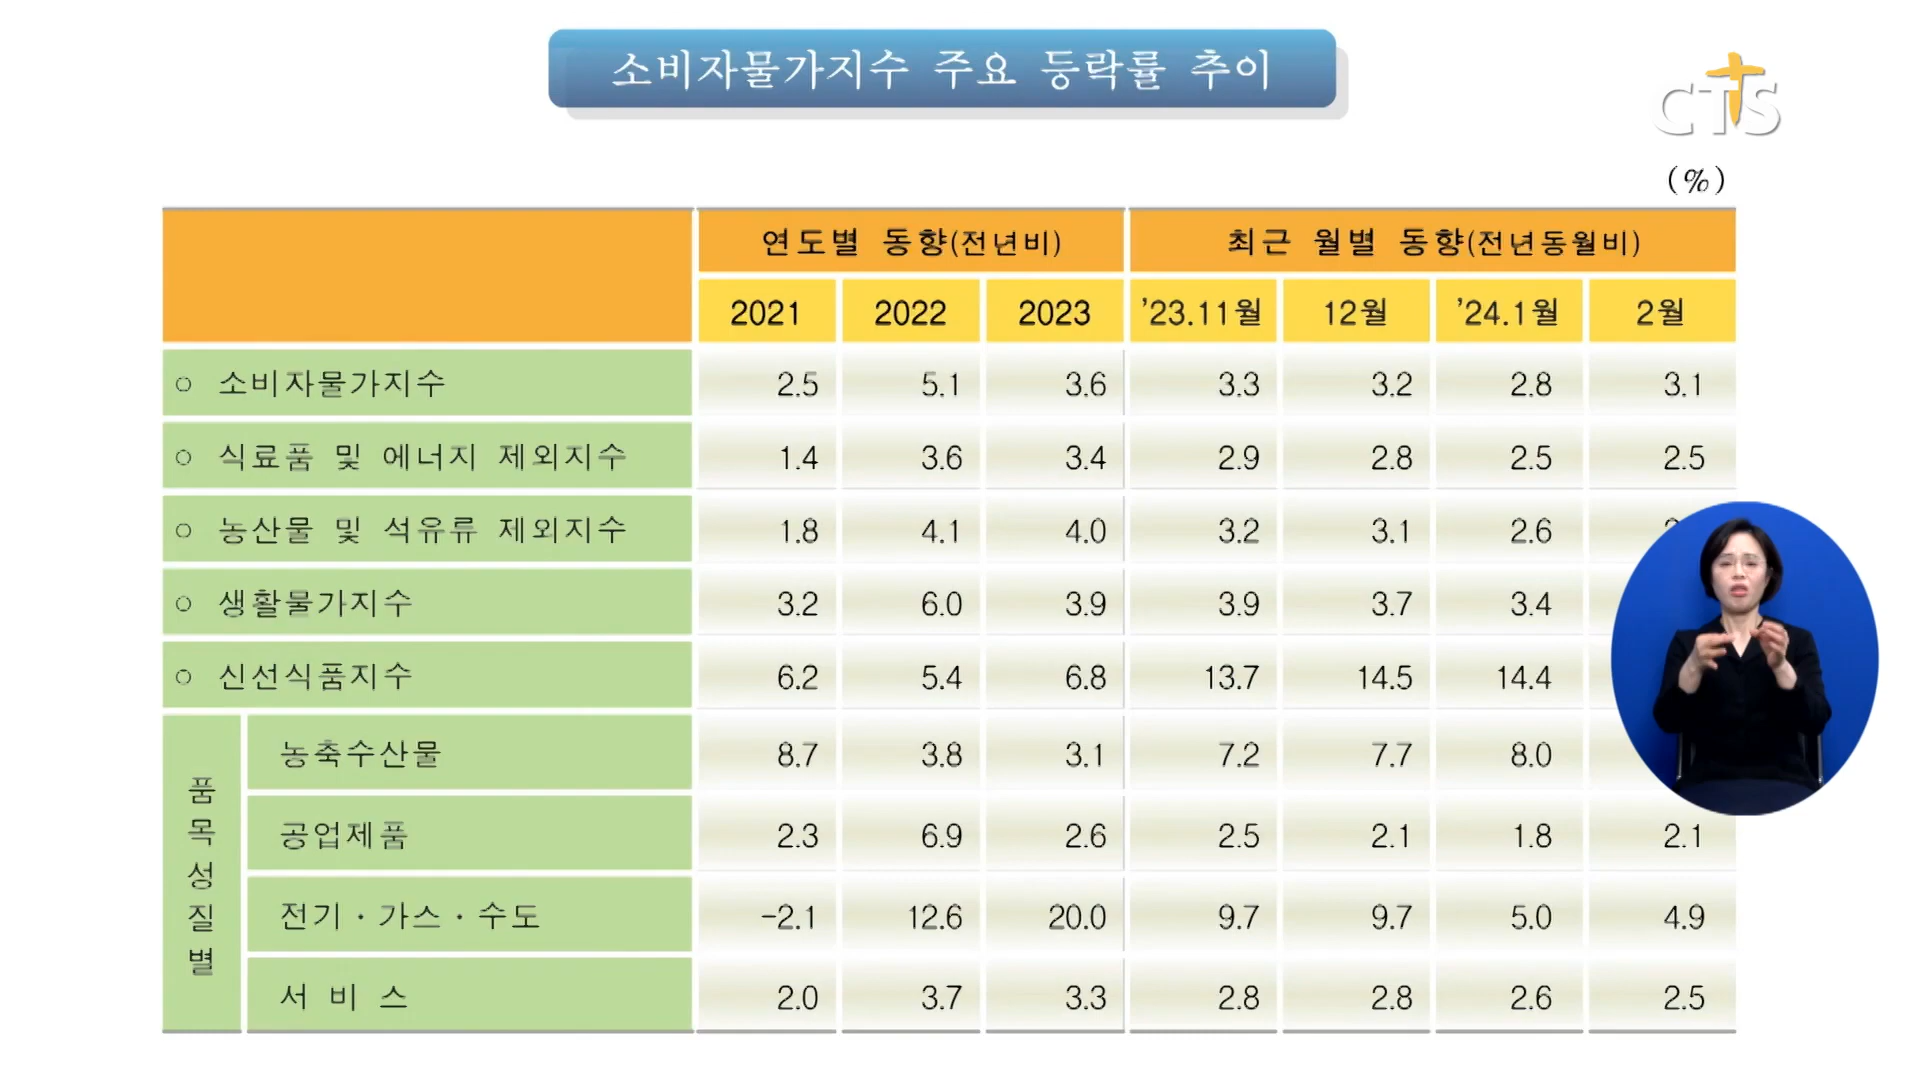 소비자물가지수 주요 등락률 추이
CTS
(%)
연도별 동향(전년비) 최근 월별 동향(전년동월비)
2021 2022 2023 ’23.11월 12월 ’24.1월 2월
○ 소비자물가지수 2.5 5.1 3.6 3.3 3.2 2.8 3.1
○ 식료품 및 에너지 제외지수 1.4 3.6 3.4 2.9 2.8 2.5 2.5
○ 농산물 및 석유류 제외지수 1.8 4.1 4.0 3.2 3.1 2.6
○ 생활물가지수 3.2 6.0 3.9 3.9 3.7 3.4
○ 신선식품지수 6.2 5.4 6.8 13.7 14.5 14.4
품목성질별
농축수산물 8.7 3.8 3.1 7.2 7.7 8.0
공업제품 2.3 6.9 2.6 2.5 2.1 1.8 2.1
전기·가스·수도 -2.1 12.6 20.0 9.7 9.7 5.0 4.9
서 비 스 2.0 3.7 3.3 2.8 2.8 2.6 2.5